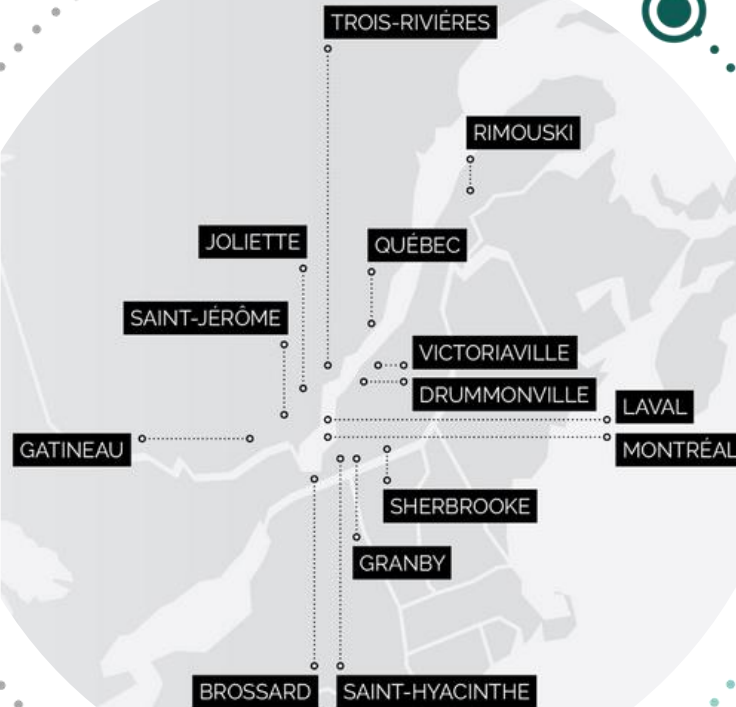 TROIS-RIVIÈRES
RIMOUSKI
JOLIETTE
QUÉBEC
SAINT-JÉRÔME
VICTORIAVILLE
DRUMMONVILLE
LAVAL
GATINEAU
MONTRÉAL
SHERBROOKE
GRANBY
BROSSARD
SAINT-HYACINTHE